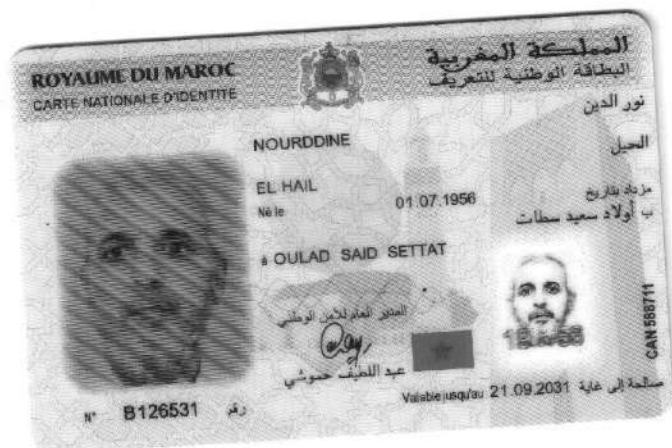 ROYAUME DU MAROC
المملكة المغربية
CARTE NATIONALE D'IDENTITE
البطاقة الوطنية للتعريف
نور الدين
NOURDDINE
الحيل
EL HAIL
Né le 01.07.1956
مزداد بتاريخ
ب أولاد سعيد سطات
à OULAD SAID SETTAT
المدير العام للأمن الوطني
عبد اللطيف حموشي
CAN 588711
N° B126531 رقم
Valable jusqu'au 21.09.2031 صالحة إلى غاية